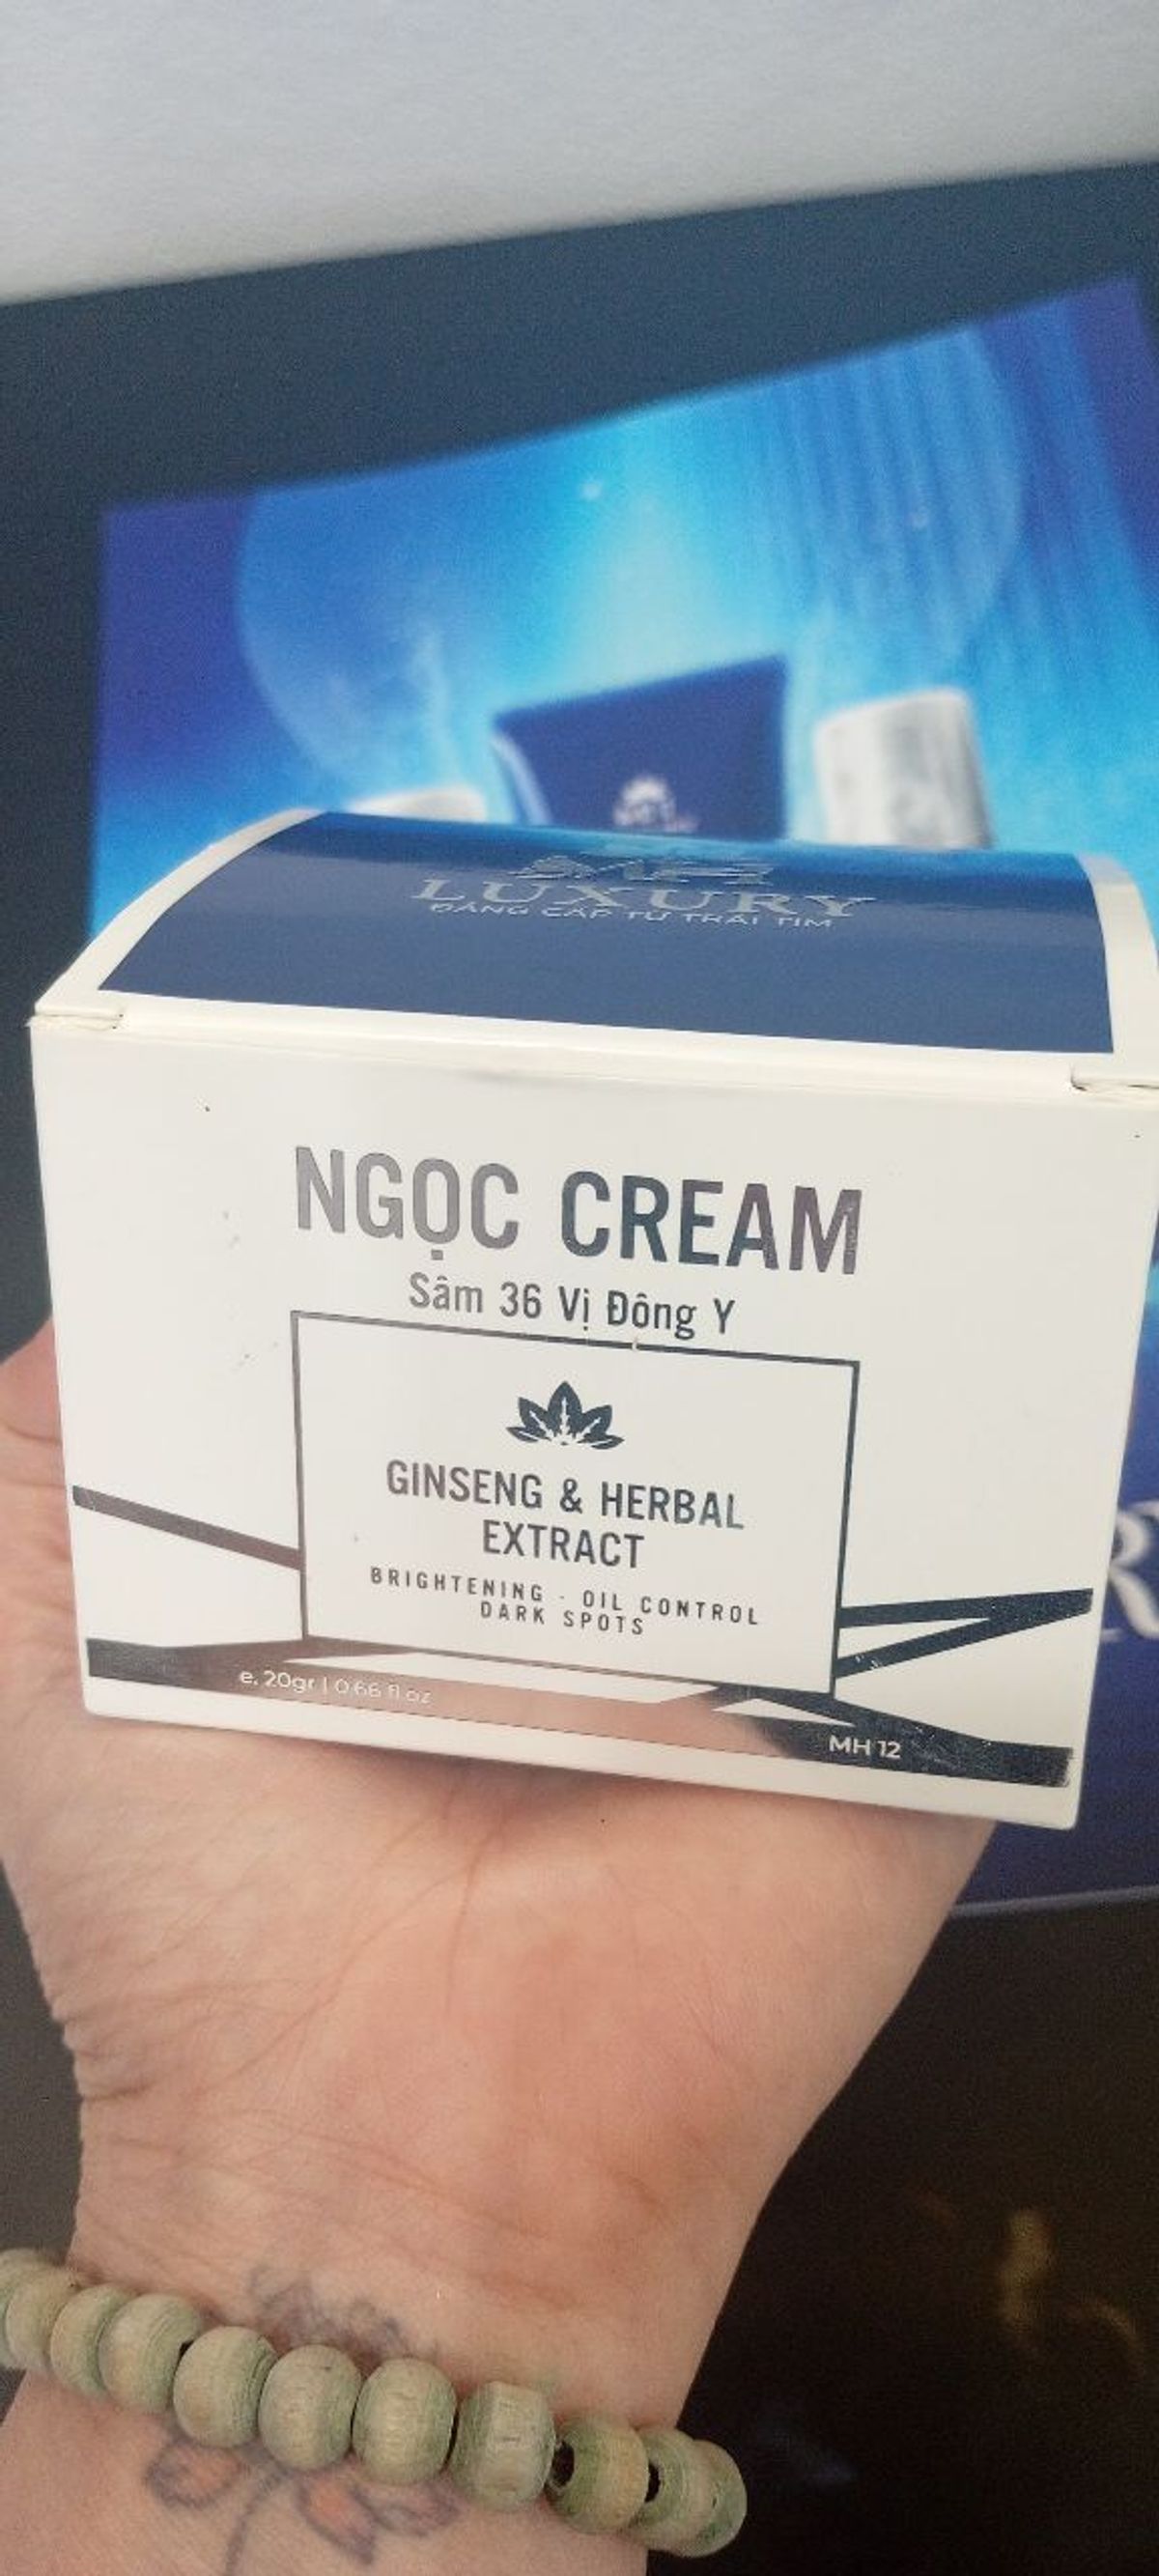 LUXURY
ĐẲNG CẤP TỪ TRÁI TIM
NGỌC CREAM
Sâm 36 Vị Đông Y
GINSENG & HERBAL
EXTRACT
BRIGHTENING - OIL CONTROL
DARK SPOTS
e. 20gr | 0.66 fl oz
MH 12